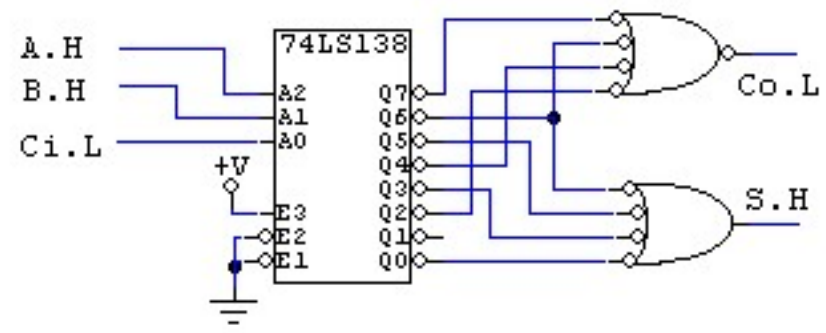 74LS138
A.H
B.H
Ci.L
+V
A2
A1
A0
E3
E2
E1
Q7
Q6
Q5
Q4
Q3
Q2
Q1
Q0
Co.L
S.H